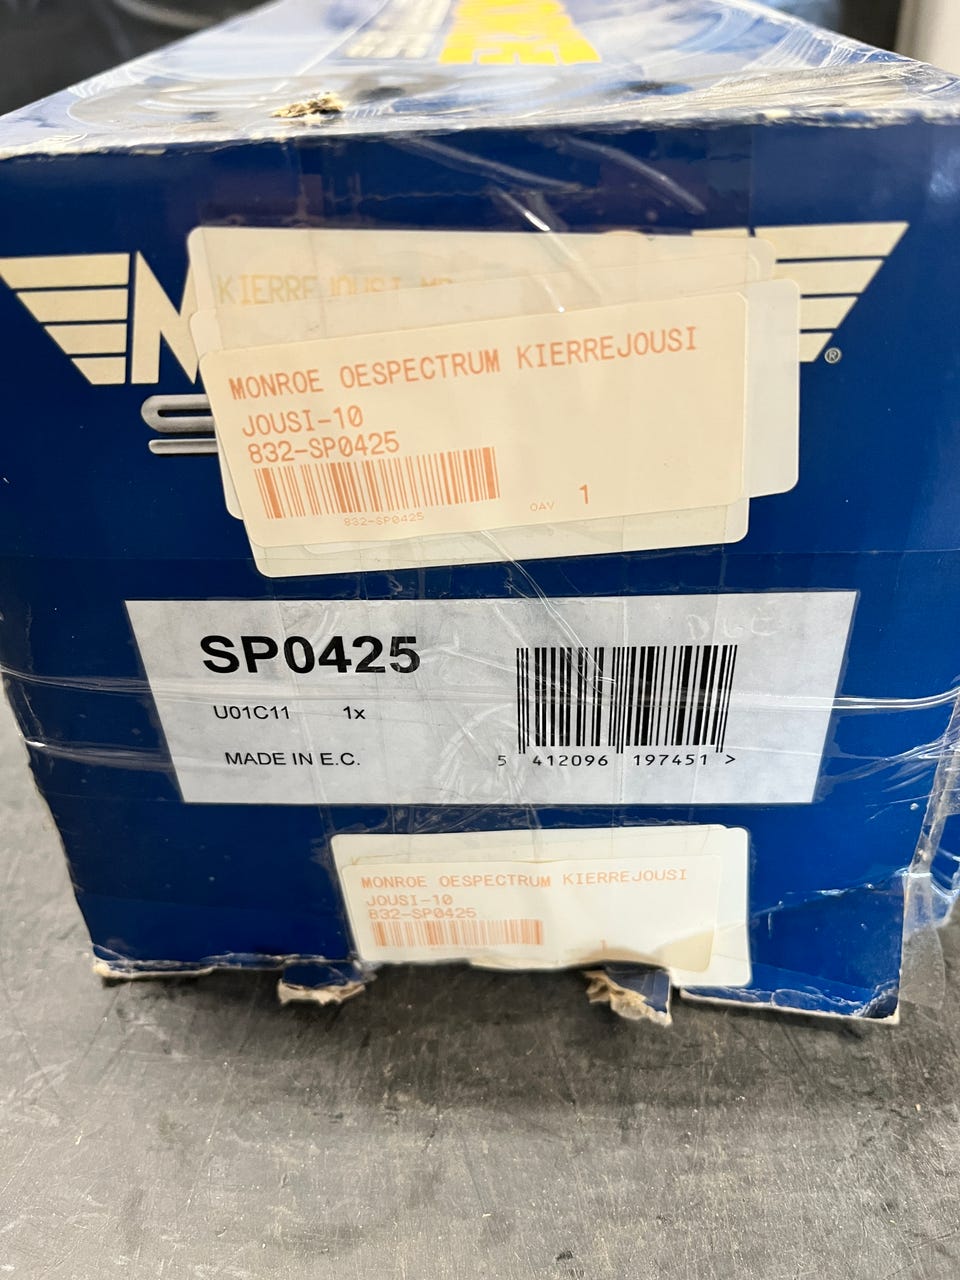 KIERREJOUSI
MONROE OESPECTRUM KIERREJOUSI
JOUSI-10
832-SP0425
832-SP0425
OAV 1
SP0425
U01C11 1x
MADE IN E.C.
5 412096 197451 >
MONROE OESPECTRUM KIERREJOUSI
JOUSI-10
832-SP0425
1
®